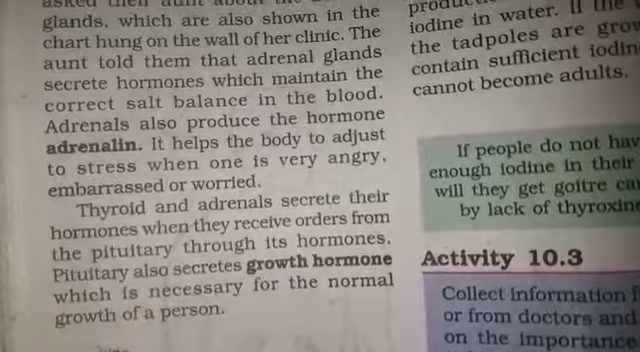 glands, which are also shown in the
chart hung on the wall of her clinic. The
aunt told them that adrenal glands
secrete hormones which maintain the
correct salt balance in the blood.
Adrenals also produce the hormone
adrenalin. It helps the body to adjust
to stress when one is very angry,
embarrassed or worried.
Thyroid and adrenals secrete their
hormones when they receive orders from
the pituitary through its hormones.
Pituitary also secretes growth hormone
which is necessary for the normal
growth of a person.
iodine in water. If the
the tadpoles are
contain sufficient
cannot become adults.
If people do not
enough iodine in their
will they get goitre
by lack of
Activity 10.3
Collect information
or from doctors and
on the importance